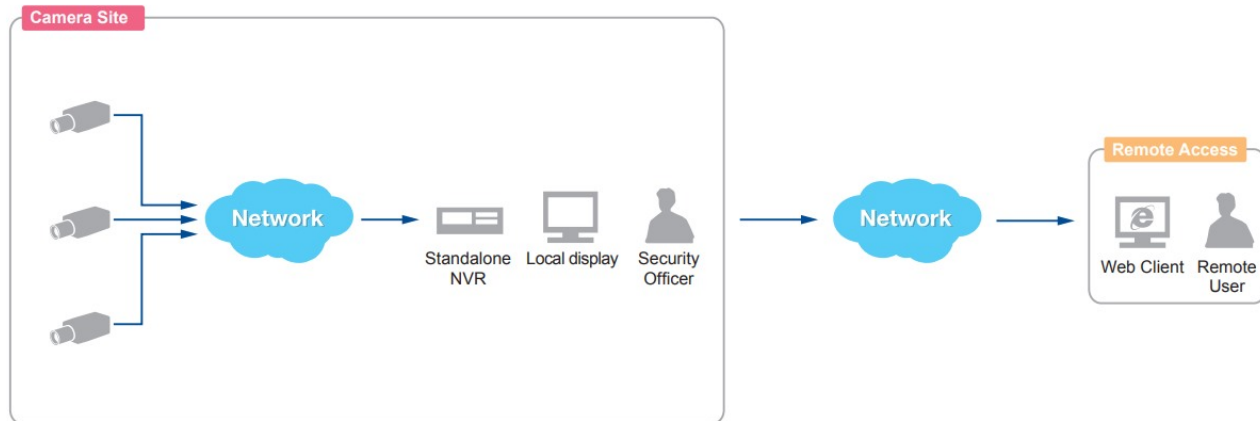 Camera Site
Network
Standalone
NVR
Local display
Security
Officer
Network
Remote Access
Web Client
Remote
User